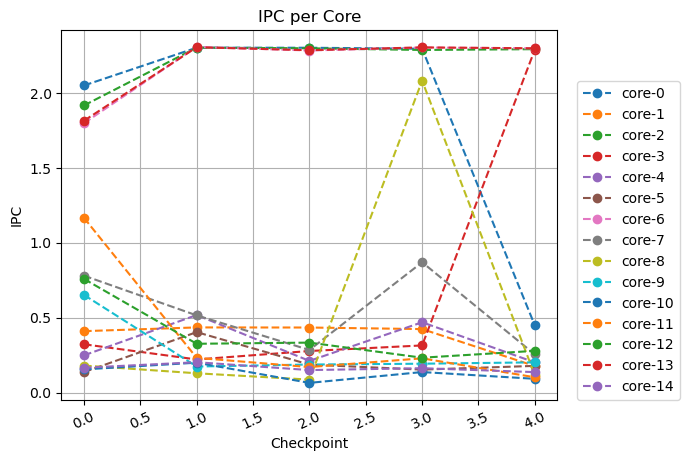 IPC per Core
IPC
2.0
1.5
1.0
0.5
0.0
0.0
0.5
1.0
1.5
2.0
2.5
3.0
3.5
4.0
Checkpoint
core-0
core-1
core-2
core-3
core-4
core-5
core-6
core-7
core-8
core-9
core-10
core-11
core-12
core-13
core-14